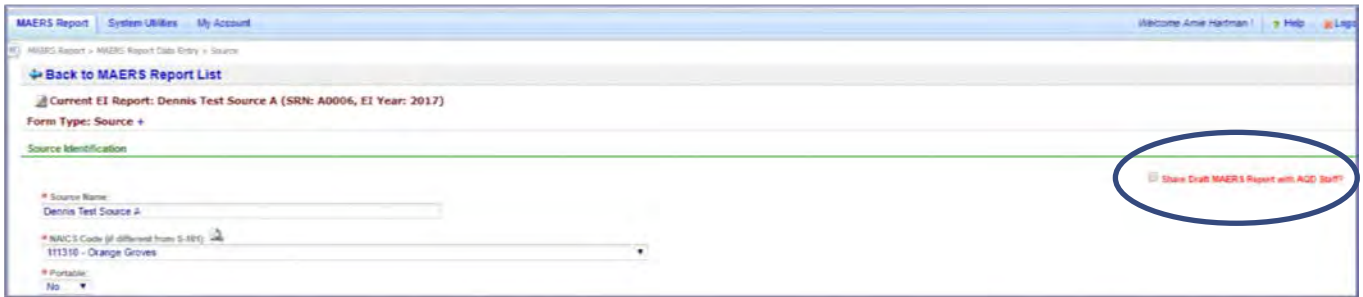 MAERS Report System Utilities My Account Welcome Amie Hartman ! ? Help Logo
MAERS Report > MAERS Report Data Entry > Source
Back to MAERS Report List
Current EI Report: Dennis Test Source A (SRN: A0006, EI Year: 2017)
Form Type: Source +
Source Identification
Share Draft MAERS Report with AQD Staff?
* Source Name:
Dennis Test Source A
* NAICS Code (if different from S-101):
111310 - Orange Groves
* Portable:
No